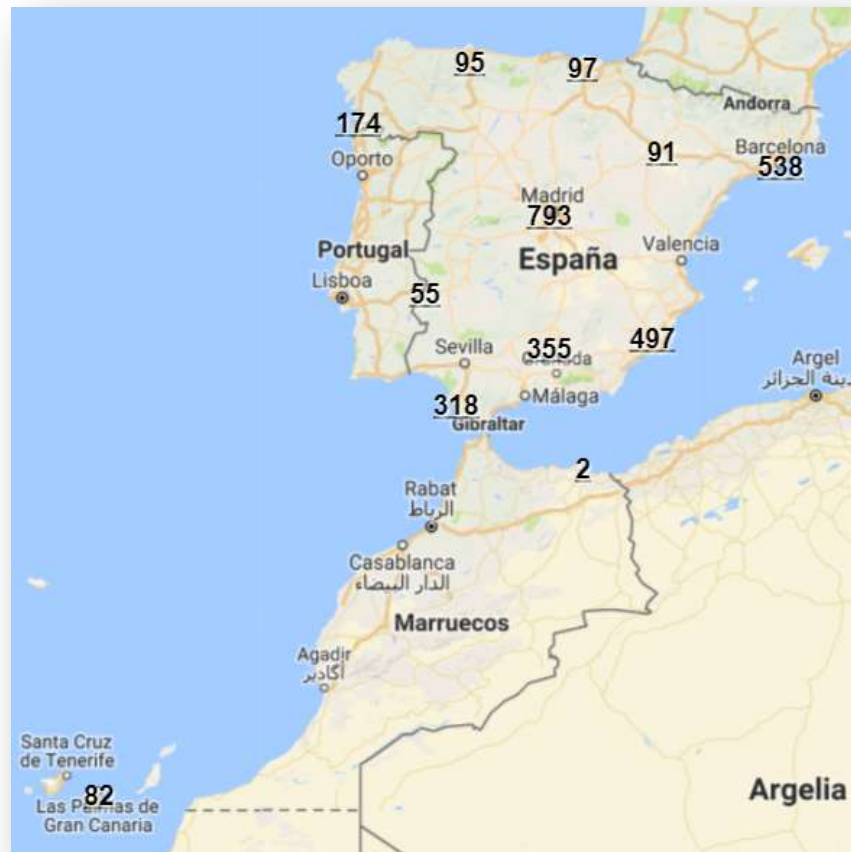 95
97
Andorra
174
Oporto
91
Barcelona
538
Madrid
793
Portugal
España
Valencia
Lisboa
55
Sevilla
355
Granada
497
Argel
مدينة الجزائر
318
Málaga
Gibraltar
2
Rabat
الرباط
Casablanca
الدار البيضاء
Marruecos
Agadir
أكادير
Santa Cruz
de Tenerife
82
Las Palmas de
Gran Canaria
Argelia